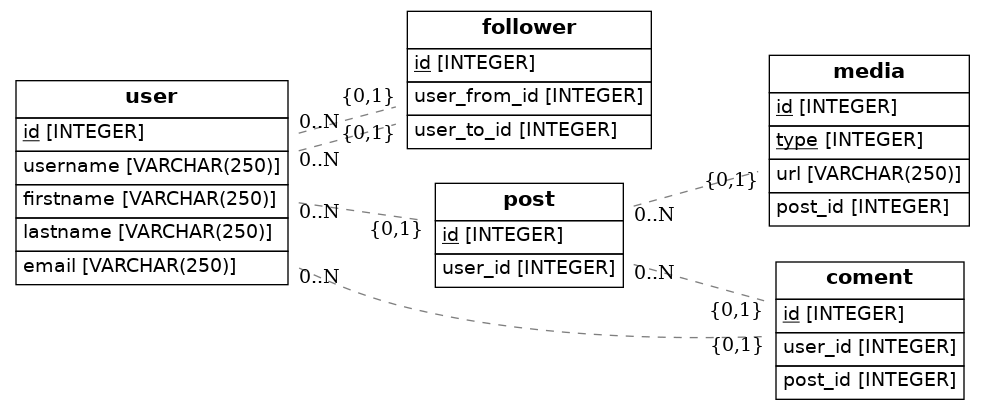 user
id [INTEGER]
username [VARCHAR(250)]
firstname [VARCHAR(250)]
lastname [VARCHAR(250)]
email [VARCHAR(250)]
0..N
0..N
0..N
0..N
{0,1}
{0,1}
{0,1}
follower
id [INTEGER]
user_from_id [INTEGER]
user_to_id [INTEGER]
post
id [INTEGER]
user_id [INTEGER]
0..N
0..N
{0,1}
{0,1}
{0,1}
media
id [INTEGER]
type [INTEGER]
url [VARCHAR(250)]
post_id [INTEGER]
coment
id [INTEGER]
user_id [INTEGER]
post_id [INTEGER]